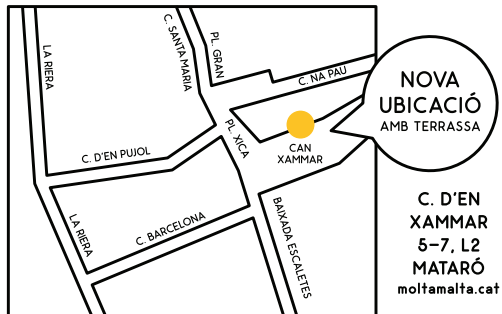 LA RIERA
C. SANTA MARIA
PL. GRAN
C. NA PAU
NOVA
UBICACIÓ
AMB TERRASSA
PL. XICA
CAN
XAMMAR
C. D'EN PUJOL
LA RIERA
C. BARCELONA
BAIXADA ESCALETES
C. D'EN
XAMMAR
5-7, L2
MATARÓ
moltamalta.cat